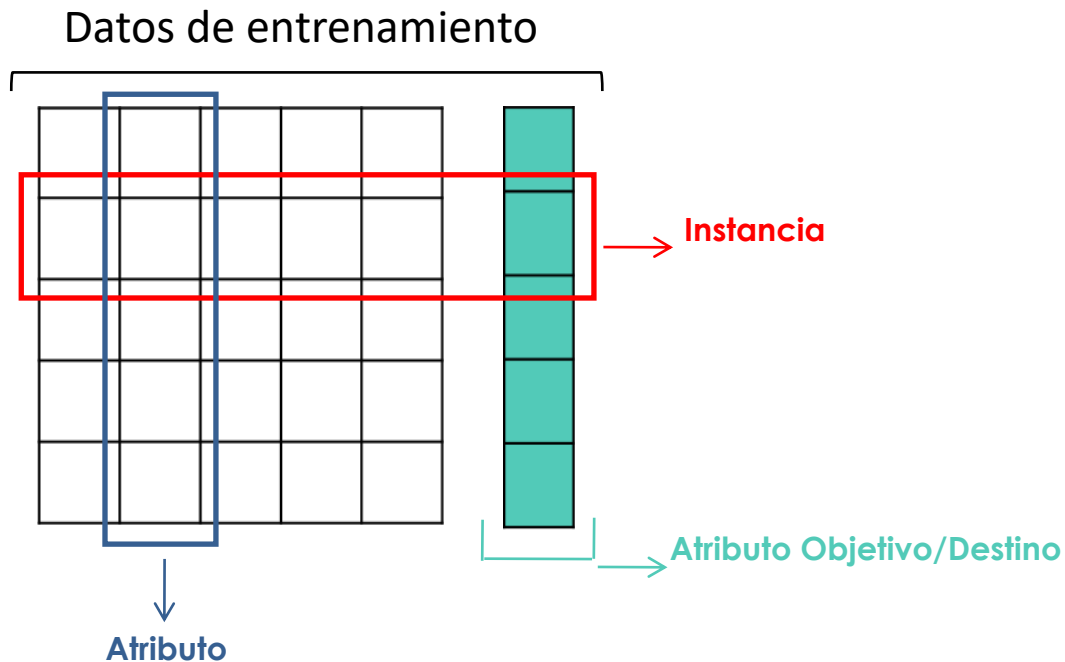 Datos de entrenamiento
Instancia
Atributo Objetivo/Destino
Atributo